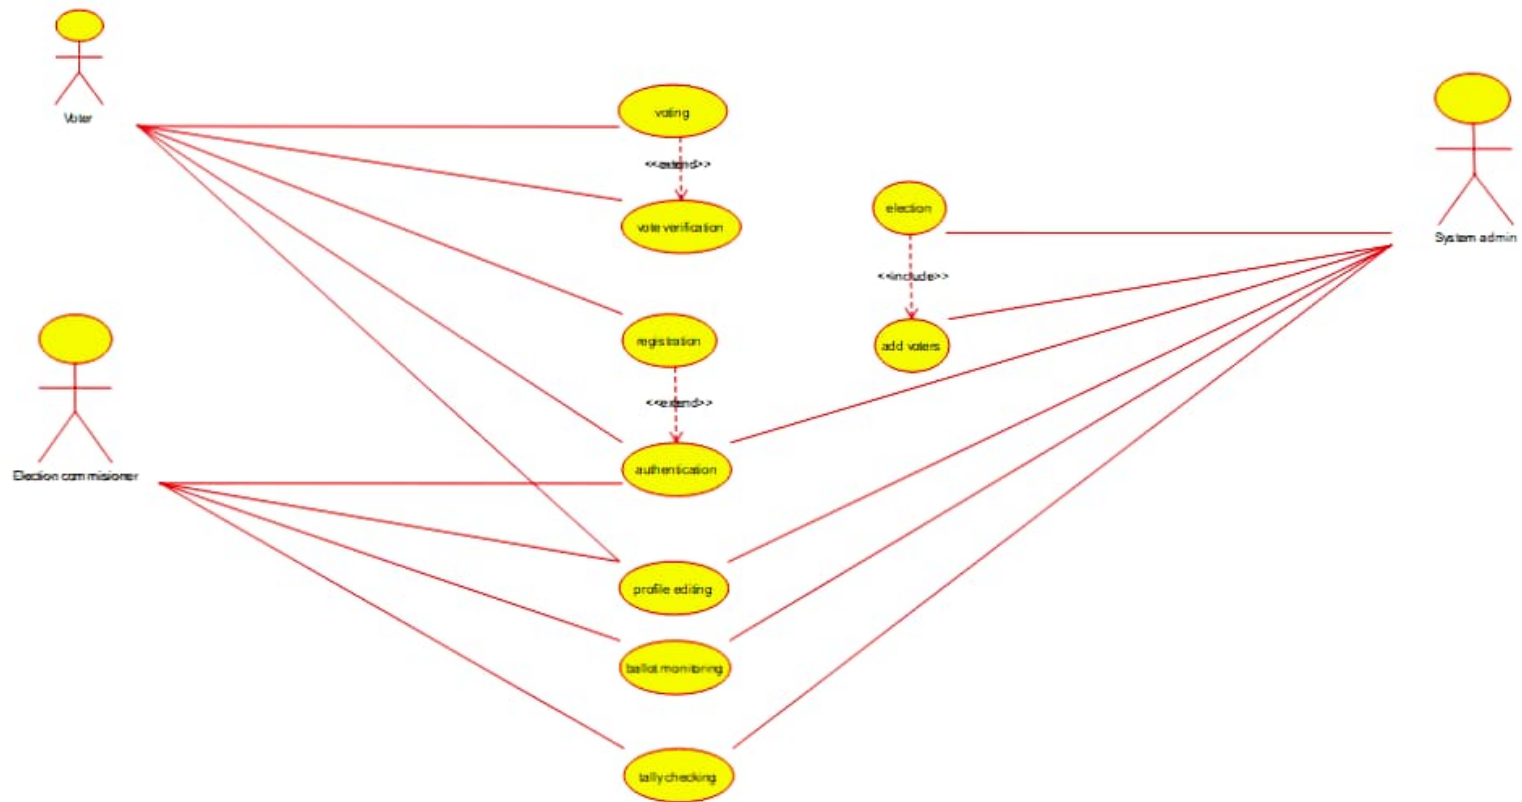 Voter
voting
<<extend>>
election
vote verification
System admin
<<include>>
registration
add voters
<<extend>>
authentication
Election commisioner
profile editing
ballot monitoring
tally checking